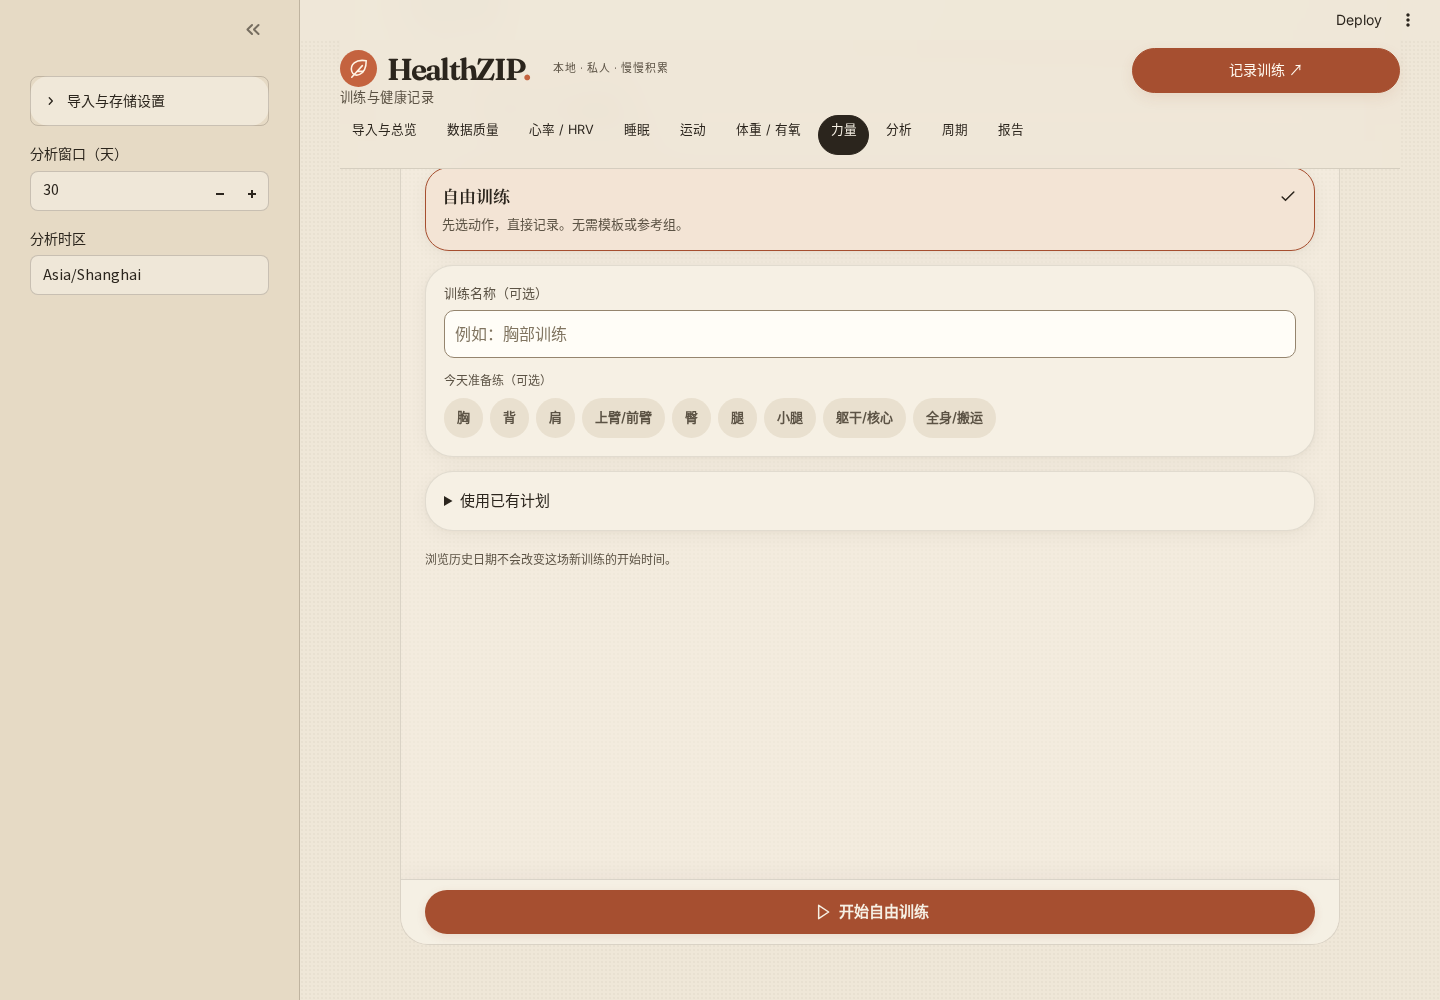 Deploy
导入与存储设置
分析窗口（天）
30
分析时区
Asia/Shanghai
HealthZIP.
本地 · 私人 · 慢慢积累
记录训练 ↗
训练与健康记录
导入与总览 数据质量 心率 / HRV 睡眠 运动 体重 / 有氧 力量 分析 周期 报告
自由训练
先选动作，直接记录。无需模板或参考组。
训练名称（可选）
例如：胸部训练
今天准备练（可选）
胸 背 肩 上臂/前臂 臀 腿 小腿 躯干/核心 全身/搬运
使用已有计划
浏览历史日期不会改变这场新训练的开始时间。
开始自由训练